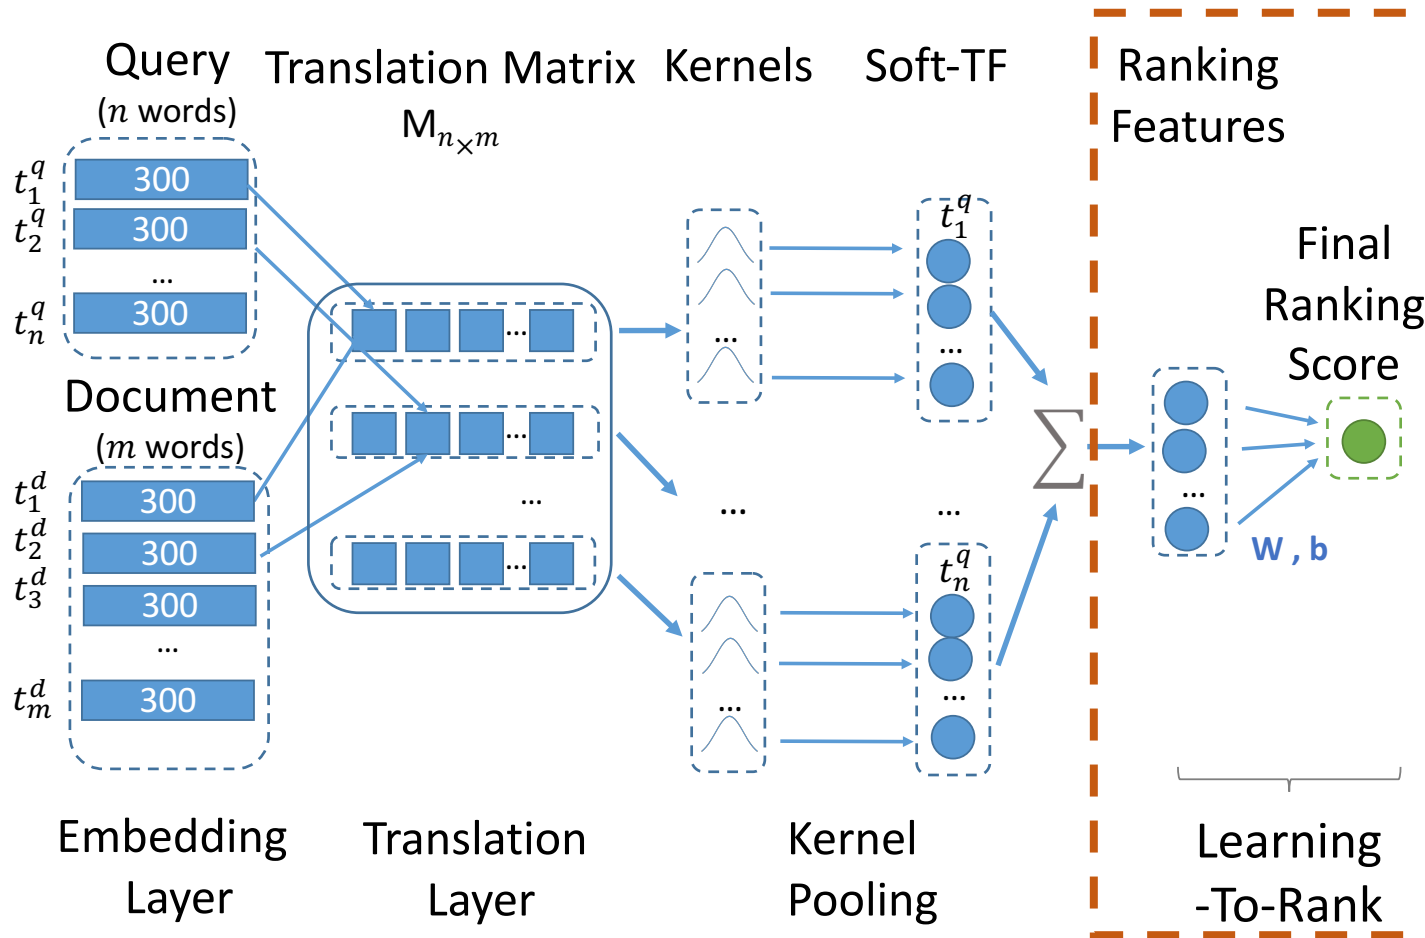 Query
(n words)
t_1^q
300
t_2^q
300
...
t_n^q
300
Document
(m words)
t_1^d
300
t_2^d
300
t_3^d
300
...
t_m^d
300
Embedding
Layer
Translation Matrix
M_{n×m}
...
...
...
...
Translation
Layer
Kernels
...
...
...
Soft-TF
t_1^q
...
...
t_n^q
...
Kernel
Pooling
∑
Ranking
Features
...
W , b
Final
Ranking
Score
Learning
-To-Rank